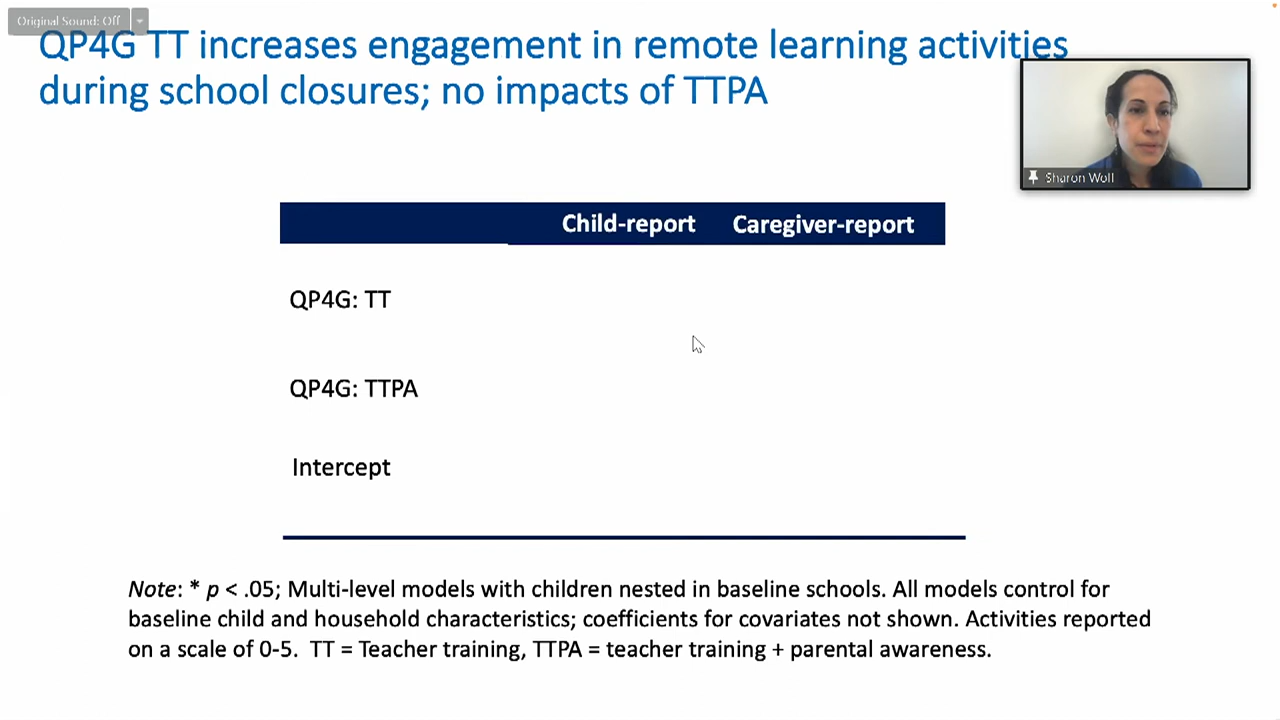 Original Sound: Off
QP4G TT increases engagement in remote learning activities
during school closures; no impacts of TTPA
Sharon Wolf
Child-report Caregiver-report
QP4G: TT
QP4G: TTPA
Intercept
Note: * p < .05; Multi-level models with children nested in baseline schools. All models control for
baseline child and household characteristics; coefficients for covariates not shown. Activities reported
on a scale of 0-5. TT = Teacher training, TTPA = teacher training + parental awareness.